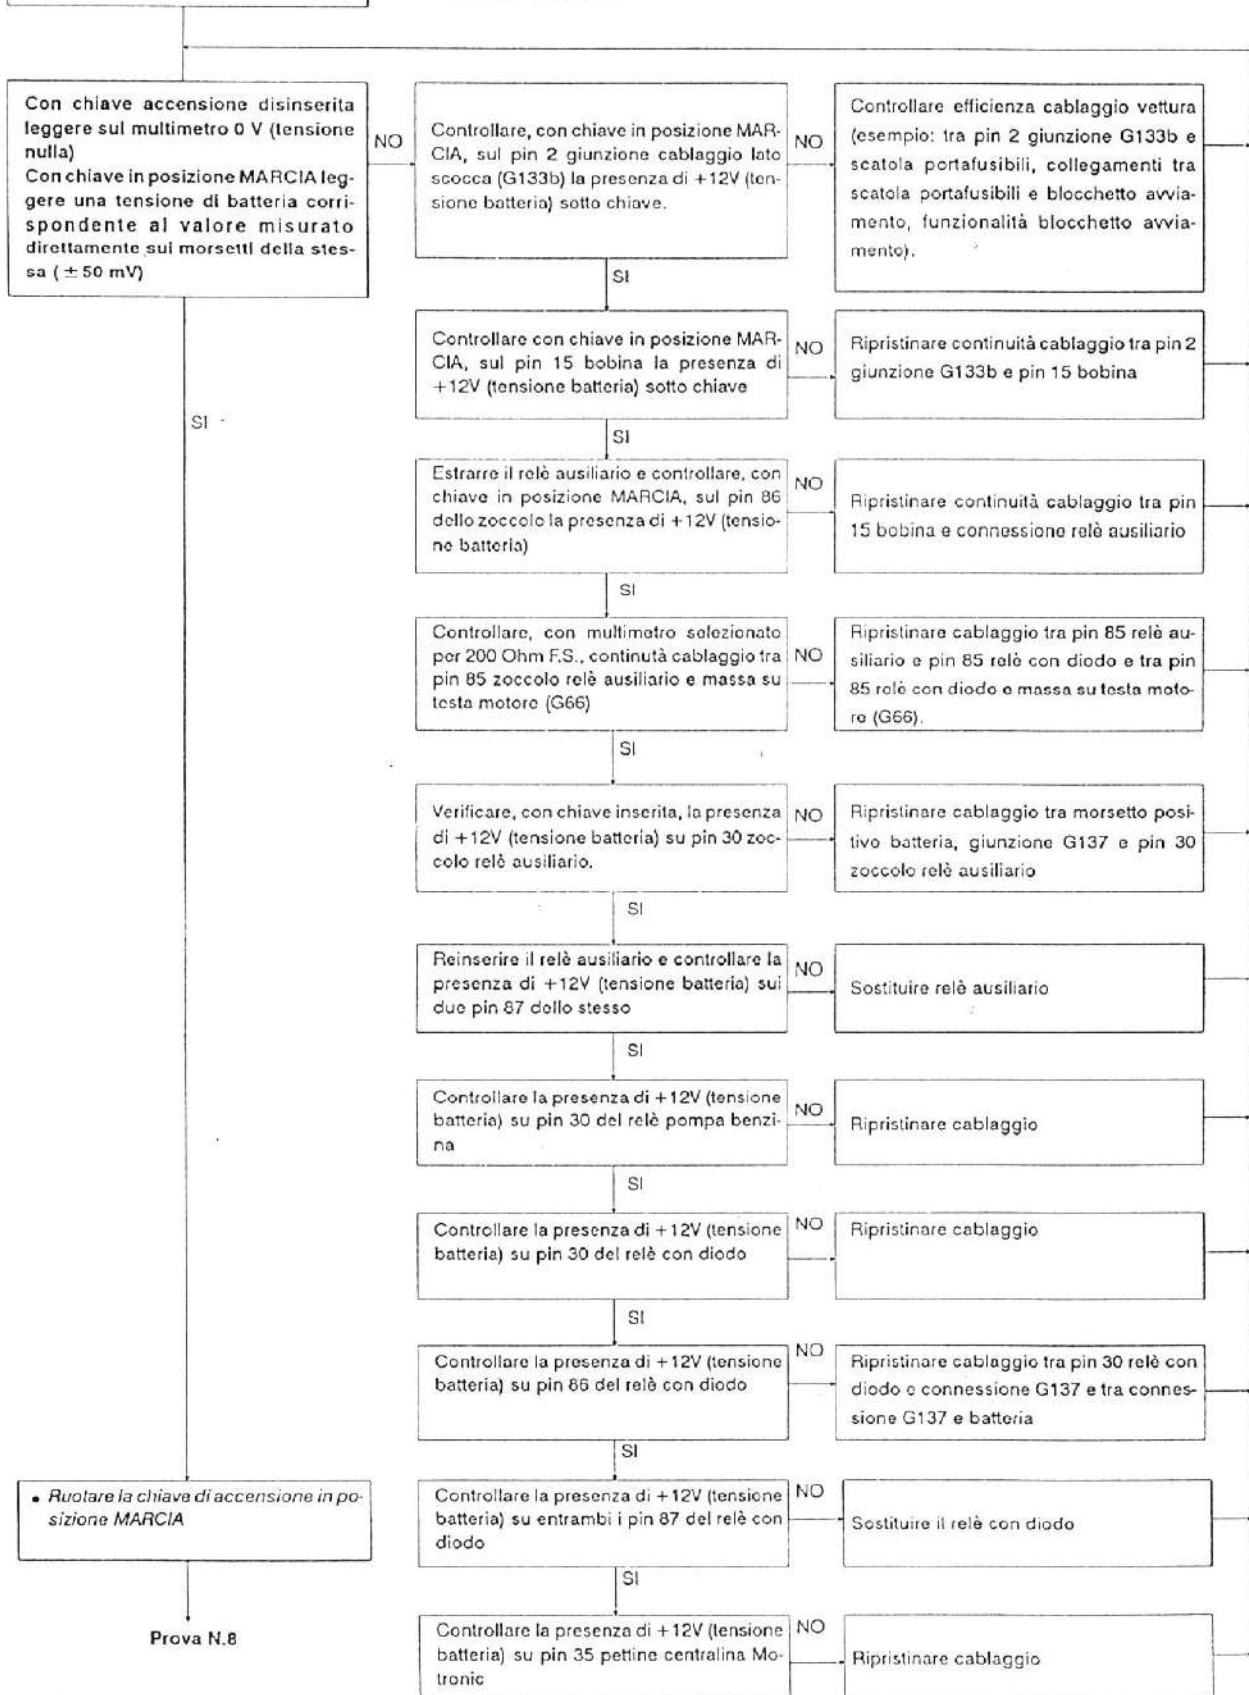 Con chiave accensione disinserita
leggere sul multimetro 0 V (tensione
nulla)
Con chiave in posizione MARCIA leg-
gere una tensione di batteria corri-
spondente al valore misurato
direttamente sui morsetti della stes-
sa ( ± 50 mV)
NO
Controllare, con chiave in posizione MAR-
CIA, sul pin 2 giunzione cablaggio lato
scocca (G133b) la presenza di +12V (ten-
sione batteria) sotto chiave.
NO
Controllare efficienza cablaggio vettura
(esempio: tra pin 2 giunzione G133b e
scatola portafusibili, collegamenti tra
scatola portafusibili e blocchetto avvia-
mento, funzionalità blocchetto avvia-
mento).
SI
Controllare con chiave in posizione MAR-
CIA, sul pin 15 bobina la presenza di
+12V (tensione batteria) sotto chiave
NO
Ripristinare continuità cablaggio tra pin 2
giunzione G133b e pin 15 bobina
SI
SI
Estrarre il relè ausiliario e controllare, con
chiave in posizione MARCIA, sul pin 86
dello zoccolo la presenza di +12V (tensio-
ne batteria)
NO
Ripristinare continuità cablaggio tra pin
15 bobina e connessione relè ausiliario
SI
Controllare, con multimetro selezionato
per 200 Ohm F.S., continutà cablaggio tra
pin 85 zoccolo relè ausiliario e massa su
testa motore (G66)
NO
Ripristinare cablaggio tra pin 85 relè au-
siliario e pin 85 relè con diodo e tra pin
85 relè con diodo e massa su testa moto-
re (G66).
SI
Verificare, con chiave inserita, la presenza
di +12V (tensione batteria) su pin 30 zoc-
colo relè ausiliario.
NO
Ripristinare cablaggio tra morsetto posi-
tivo batteria, giunzione G137 e pin 30
zoccolo relè ausiliario
SI
Reinserire il relè ausiliario e controllare la
presenza di +12V (tensione batteria) sui
due pin 87 dello stesso
NO
Sostituire relè ausiliario
SI
Controllare la presenza di +12V (tensione
batteria) su pin 30 del relè pompa benzi-
na
NO
Ripristinare cablaggio
SI
Controllare la presenza di +12V (tensione
batteria) su pin 30 del relè con diodo
NO
Ripristinare cablaggio
SI
Controllare la presenza di +12V (tensione
batteria) su pin 86 del relè con diodo
NO
Ripristinare cablaggio tra pin 30 relè con
diodo e connessione G137 e tra connes-
sione G137 e batteria
SI
• Ruotare la chiave di accensione in po-
sizione MARCIA
Controllare la presenza di +12V (tensione
batteria) su entrambi i pin 87 del relè con
diodo
NO
Sostituire il relè con diodo
SI
Prova N.8
Controllare la presenza di +12V (tensione
batteria) su pin 35 pettine centralina Mo-
tronic
NO
Ripristinare cablaggio